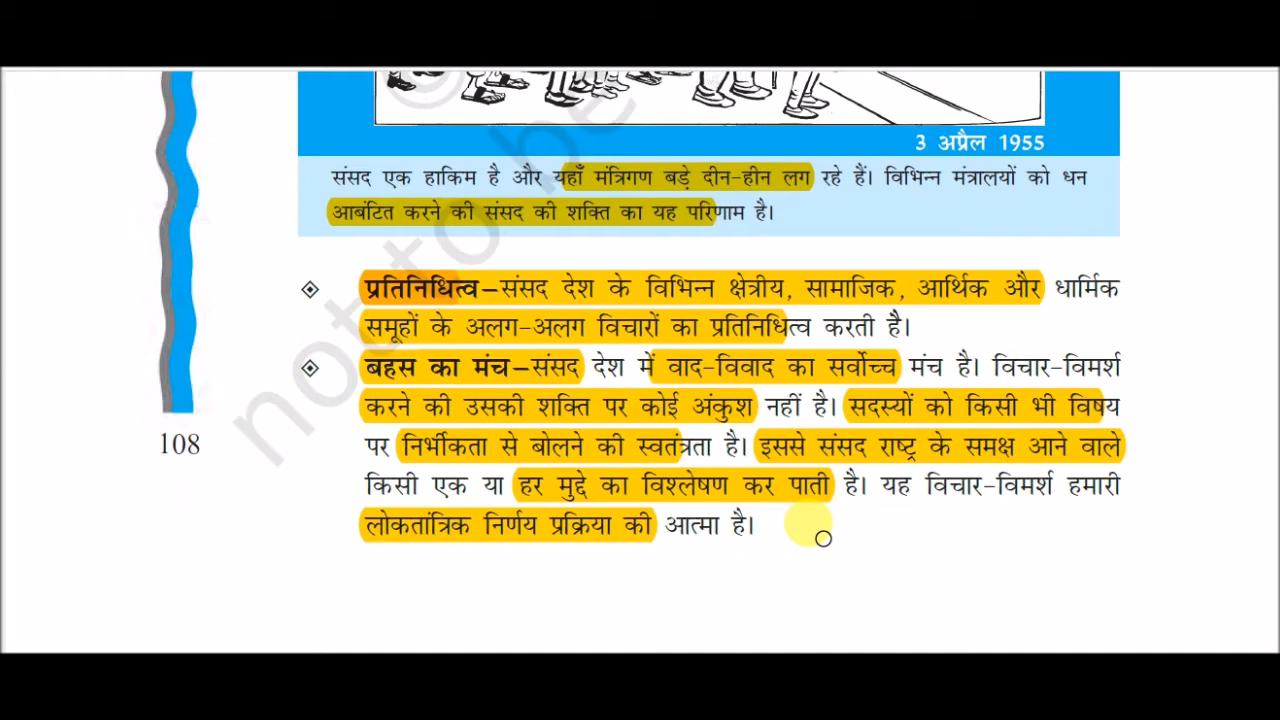 3 अप्रैल 1955
संसद एक हाकिम है और यहाँ मंत्रिगण बड़े दीन-हीन लग रहे हैं। विभिन्न मंत्रालयों को धन
आबंटित करने की संसद की शक्ति का यह परिणाम है।
प्रतिनिधित्व–संसद देश के विभिन्न क्षेत्रीय, सामाजिक, आर्थिक और धार्मिक
समूहों के अलग-अलग विचारों का प्रतिनिधित्व करती है।
बहस का मंच–संसद देश में वाद-विवाद का सर्वोच्च मंच है। विचार-विमर्श
करने की उसकी शक्ति पर कोई अंकुश नहीं है। सदस्यों को किसी भी विषय
पर निर्भीकता से बोलने की स्वतंत्रता है। इससे संसद राष्ट्र के समक्ष आने वाले
किसी एक या हर मुद्दे का विश्लेषण कर पाती है। यह विचार-विमर्श हमारी
लोकतांत्रिक निर्णय प्रक्रिया की आत्मा है।
108
not to be